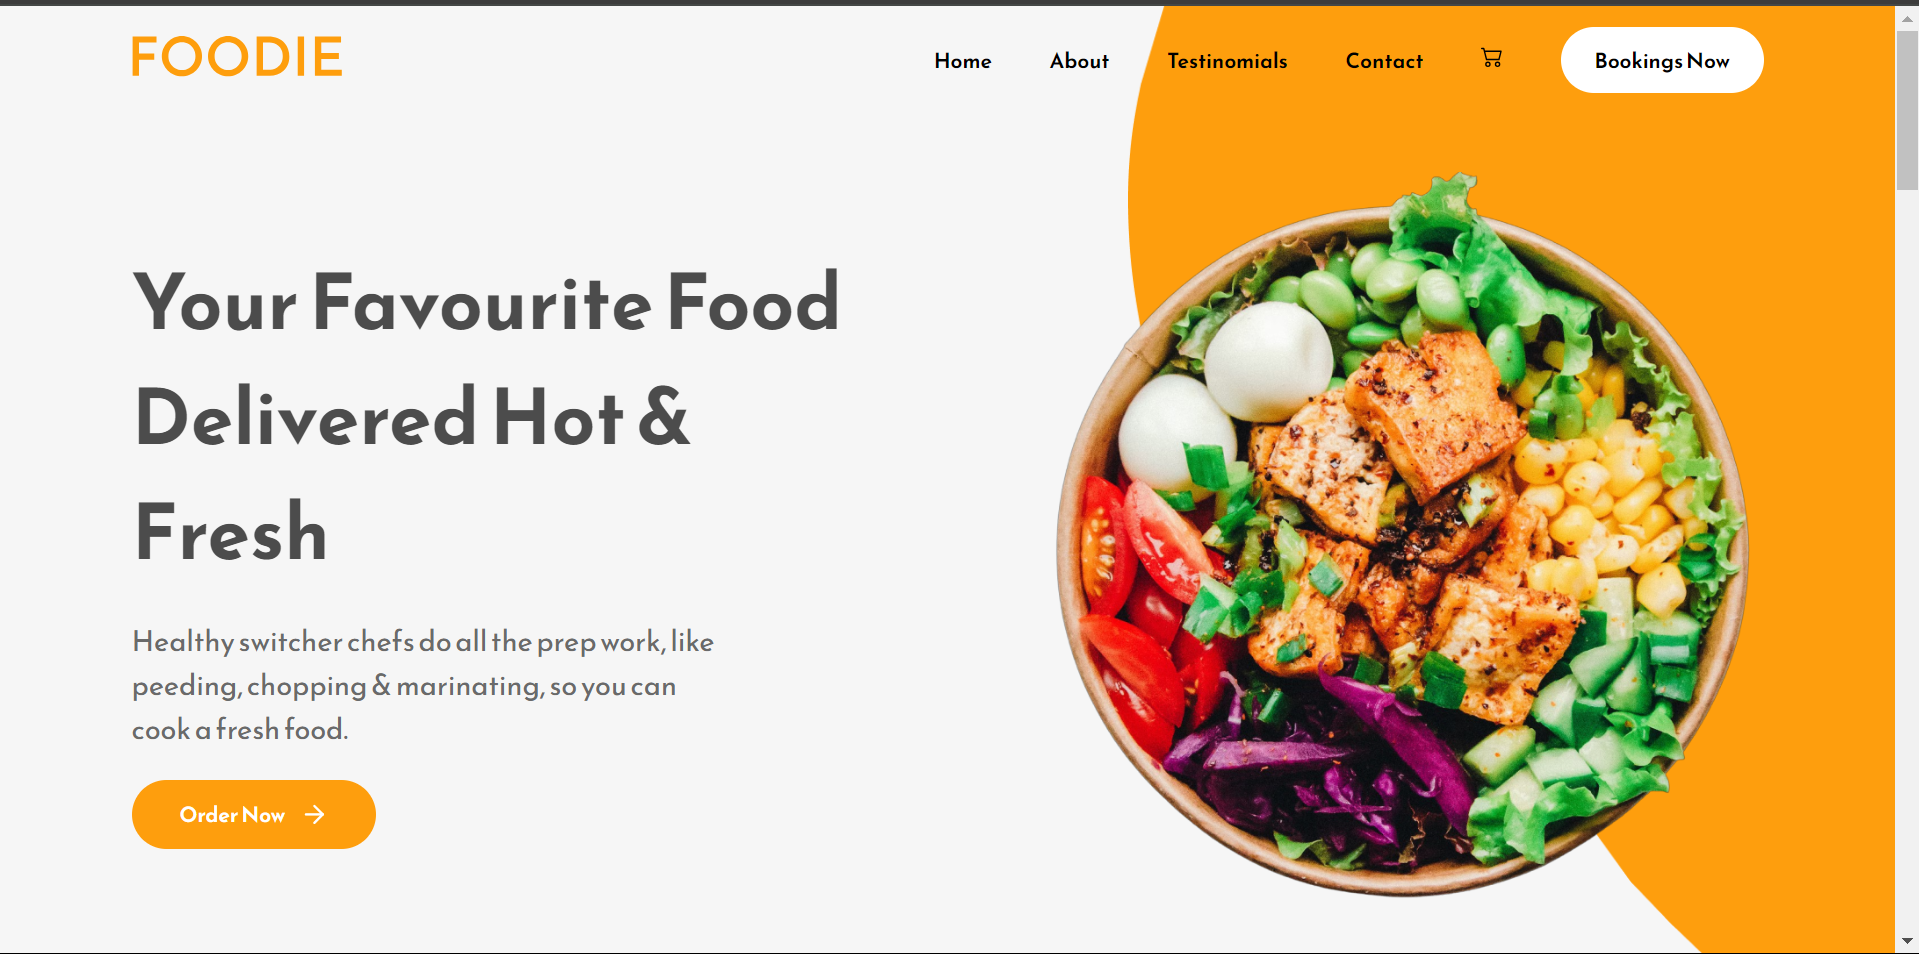 FOODIE
Home About Testinomials Contact Bookings Now
Your Favourite Food
Delivered Hot &
Fresh
Healthy switcher chefs do all the prep work, like
peeding, chopping & marinating, so you can
cook a fresh food.
Order Now